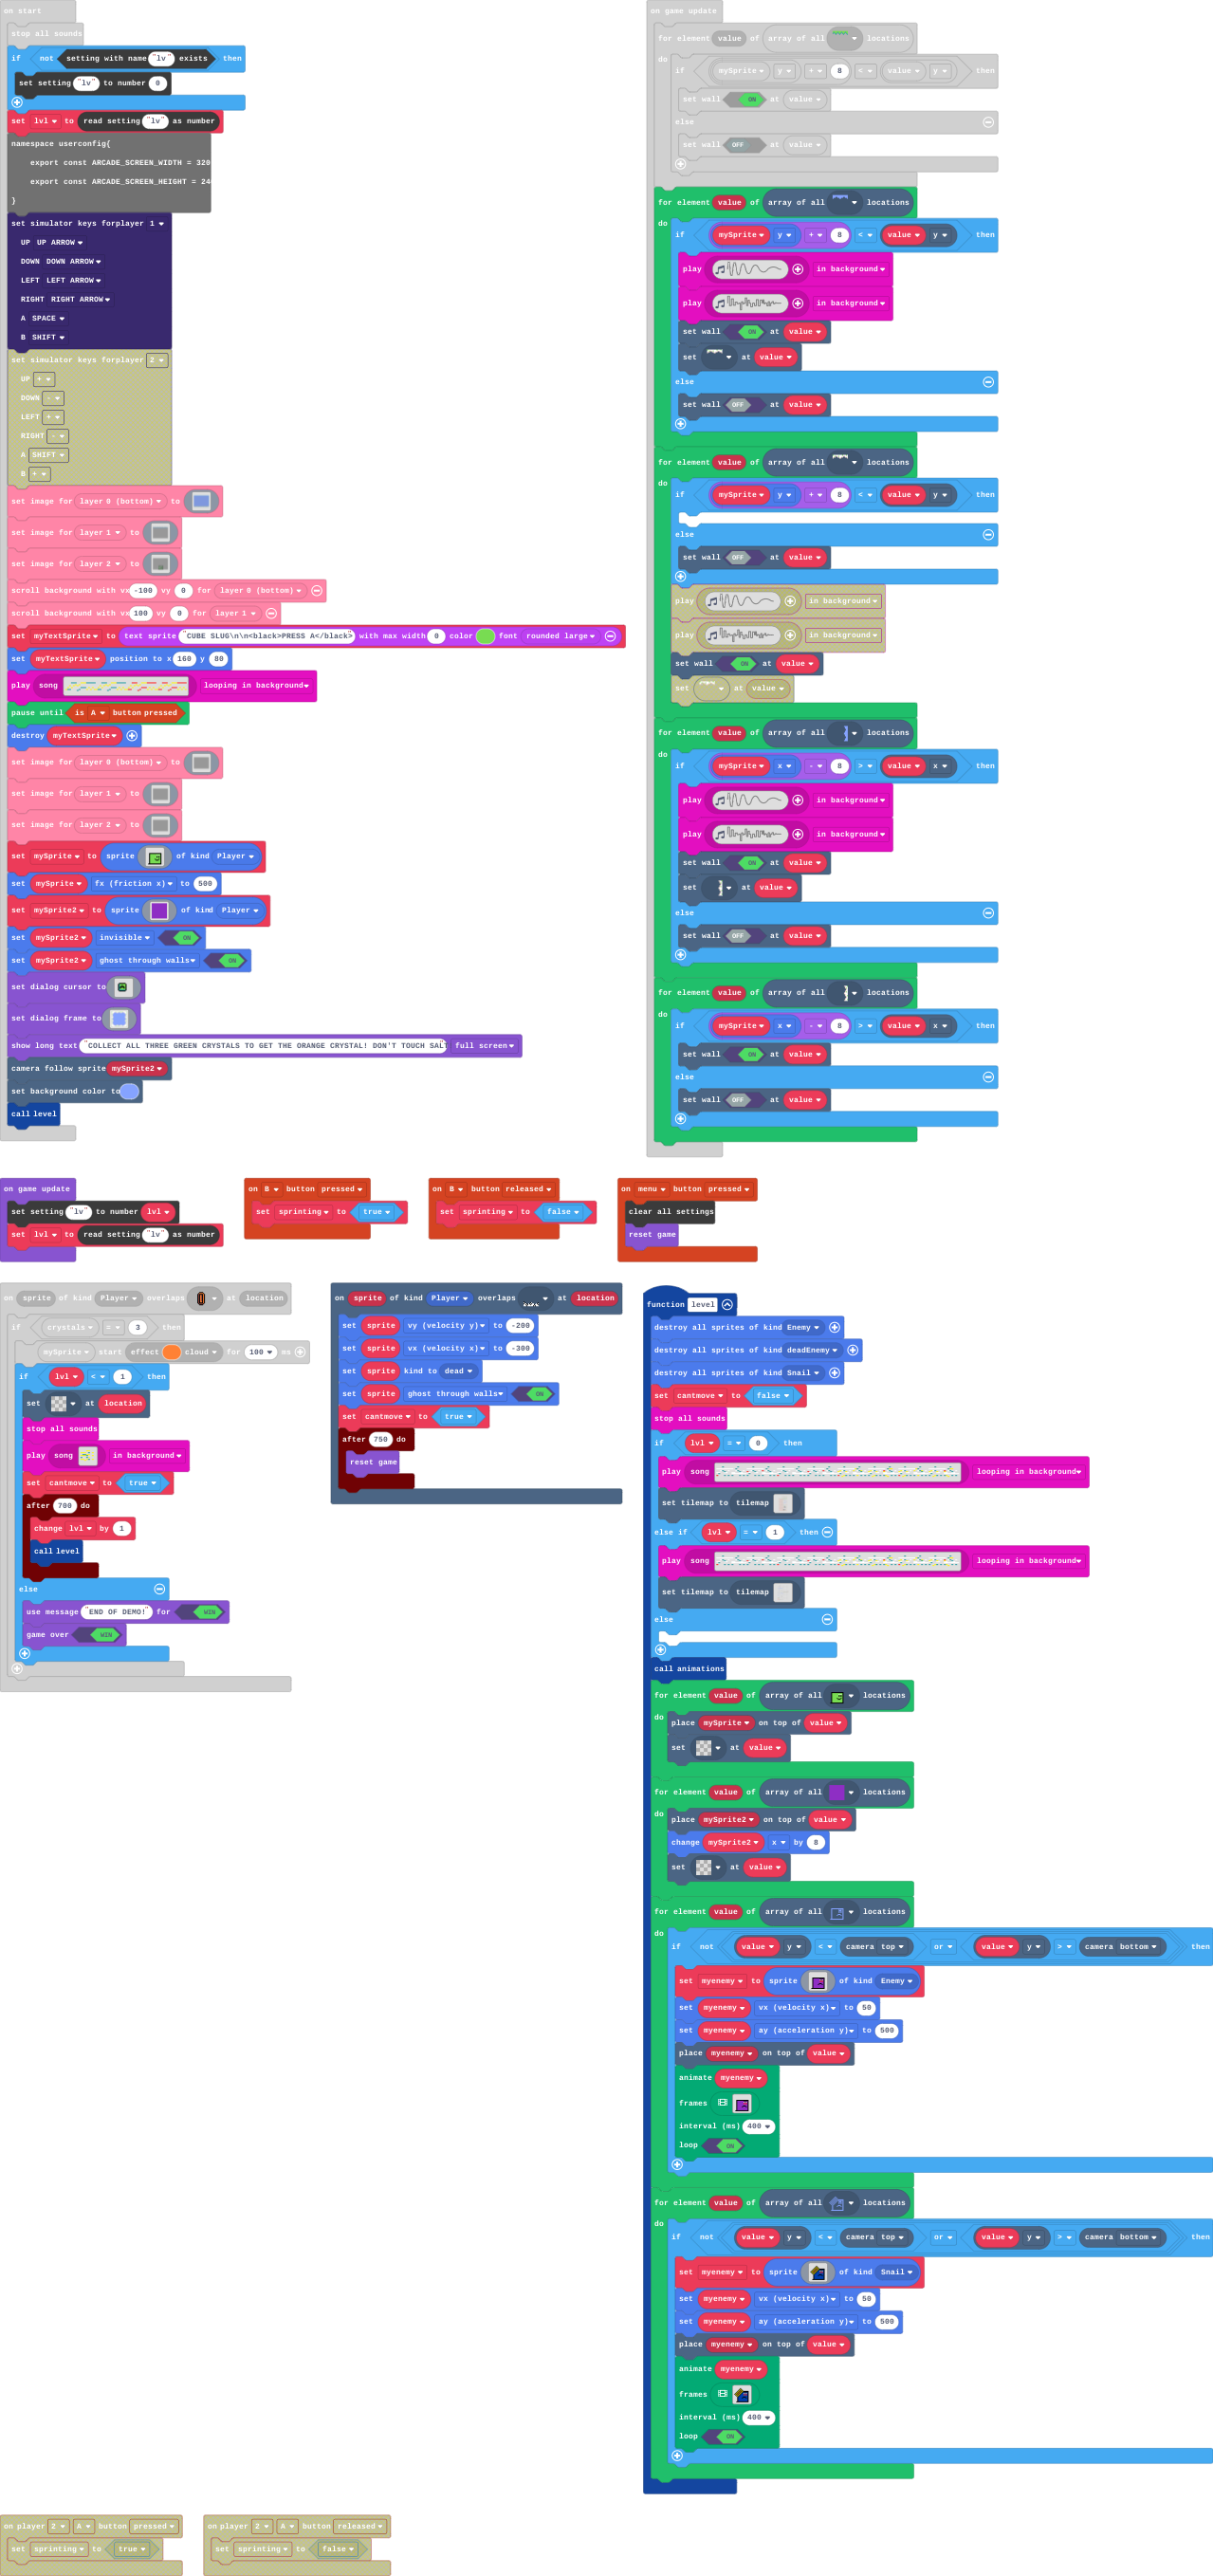 on start
stop all sounds
if not setting with name "lv" exists then
set setting "lv" to number 0
set lvl to read setting "lv" as number
namespace userconfig{
export const ARCADE_SCREEN_WIDTH = 320
export const ARCADE_SCREEN_HEIGHT = 24
}
set simulator keys forplayer 1
UP UP ARROW
DOWN DOWN ARROW
LEFT LEFT ARROW
RIGHT RIGHT ARROW
A SPACE
B SHIFT
set simulator keys forplayer 2
UP +
DOWN -
LEFT +
RIGHT -
A SHIFT
B +
set image for layer 0 (bottom) to
set image for layer 1 to
set image for layer 2 to
scroll background with vx -100 vy 0 for layer 0 (bottom)
scroll background with vx 100 vy 0 for layer 1
set myTextSprite to text sprite "CUBE SLUG\n\n<black>PRESS A</black>" with max width 0 color font rounded large
set myTextSprite position to x 160 y 80
play song looping in background
pause until is A button pressed
destroy myTextSprite
set image for layer 0 (bottom) to
set image for layer 1 to
set image for layer 2 to
set mySprite to sprite of kind Player
set mySprite fx (friction x) to 500
set mySprite2 to sprite of kind Player
set mySprite2 invisible ON
set mySprite2 ghost through walls ON
set dialog cursor to
set dialog frame to
show long text "COLLECT ALL THREE GREEN CRYSTALS TO GET THE ORANGE CRYSTAL! DON'T TOUCH SALT full screen
camera follow sprite mySprite2
set background color to
call level
on game update
for element value of array of all locations
do
if mySprite y + 8 < value y then
set wall ON at value
else
set wall OFF at value
for element value of array of all locations
do
if mySprite y + 8 < value y then
play in background
play in background
set wall ON at value
set at value
else
set wall OFF at value
for element value of array of all locations
do
if mySprite y + 8 < value y then
else
set wall OFF at value
play in background
play in background
set wall ON at value
set at value
for element value of array of all locations
do
if mySprite x - 8 > value x then
play in background
play in background
set wall ON at value
set at value
else
set wall OFF at value
for element value of array of all locations
do
if mySprite x - 8 > value x then
set wall ON at value
else
set wall OFF at value
on game update
set setting "lv" to number lvl
set lvl to read setting "lv" as number
on B button pressed
set sprinting to true
on B button released
set sprinting to false
on menu button pressed
clear all settings
reset game
on sprite of kind Player overlaps at location
if crystals = 3 then
mySprite start effect cloud for 100 ms
if lvl < 1 then
set at location
stop all sounds
play song in background
set cantmove to true
after 700 do
change lvl by 1
call level
else
use message "END OF DEMO!" for WIN
game over WIN
on sprite of kind Player overlaps at location
set sprite vy (velocity y) to -200
set sprite vx (velocity x) to -300
set sprite kind to dead
set sprite ghost through walls ON
set cantmove to true
after 750 do
reset game
function level
destroy all sprites of kind Enemy
destroy all sprites of kind deadEnemy
destroy all sprites of kind Snail
set cantmove to false
stop all sounds
if lvl = 0 then
play song looping in background
set tilemap to tilemap
else if lvl = 1 then
play song looping in background
set tilemap to tilemap
else
call animations
for element value of array of all locations
do
place mySprite on top of value
set at value
for element value of array of all locations
do
place mySprite2 on top of value
change mySprite2 x by 8
set at value
for element value of array of all locations
do
if not value y < camera top or value y > camera bottom then
set myenemy to sprite of kind Enemy
set myenemy vx (velocity x) to 50
set myenemy ay (acceleration y) to 500
place myenemy on top of value
animate myenemy
frames
interval (ms) 400
loop ON
for element value of array of all locations
do
if not value y < camera top or value y > camera bottom then
set myenemy to sprite of kind Snail
set myenemy vx (velocity x) to 50
set myenemy ay (acceleration y) to 500
place myenemy on top of value
animate myenemy
frames
interval (ms) 400
loop ON
on player 2 A button pressed
set sprinting to true
on player 2 A button released
set sprinting to false